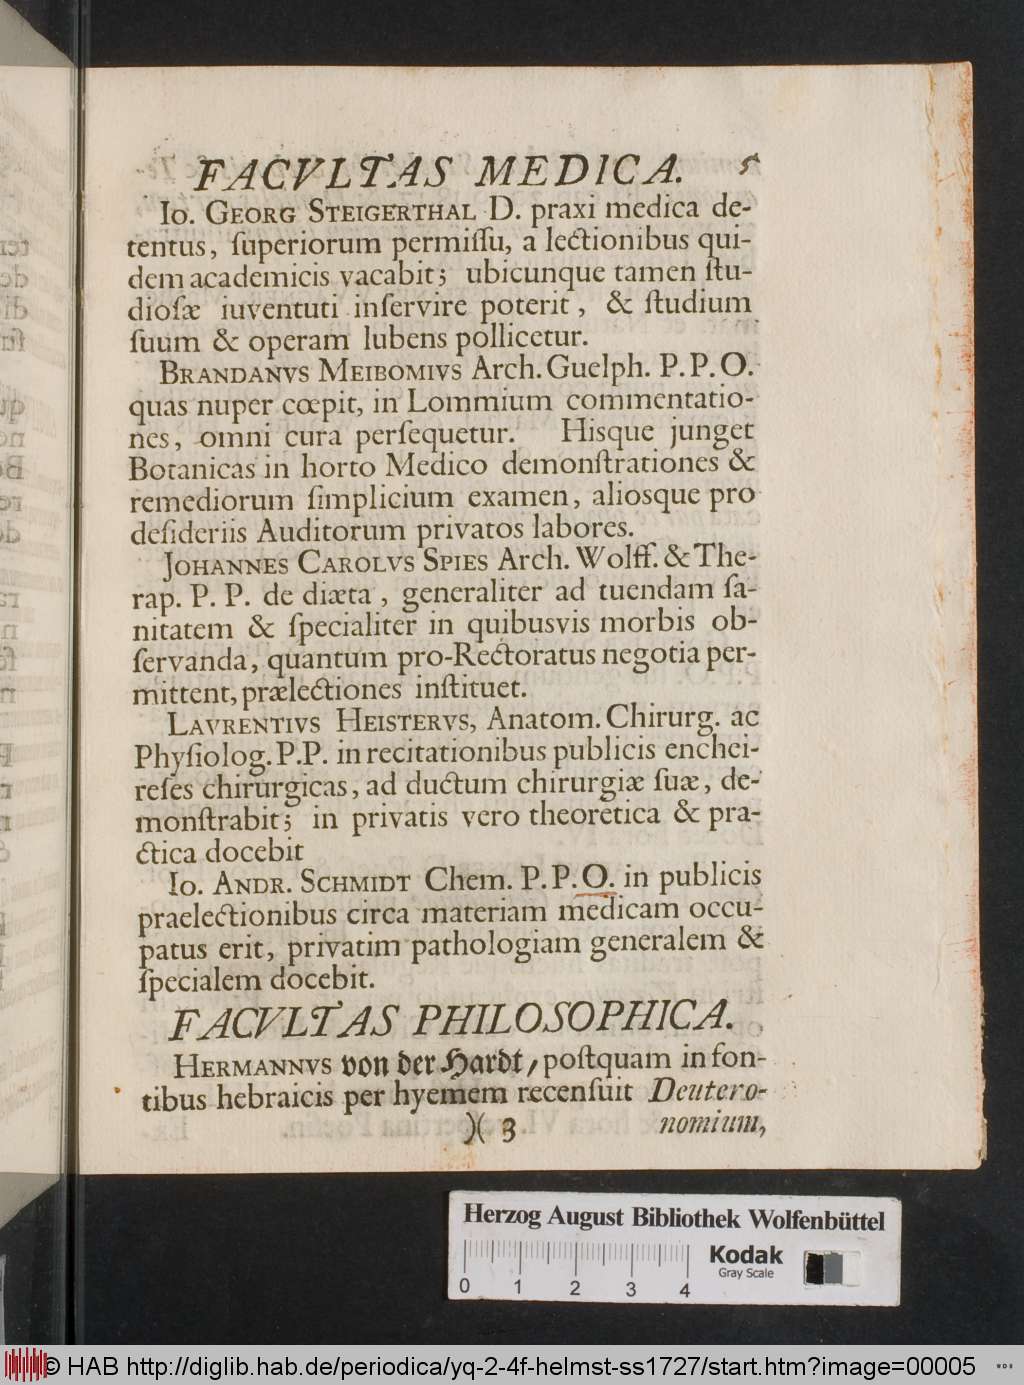 FACVLTAS MEDICA. 5
Io. GEORG STEIGERTHAL D. praxi medica de-
tentus, ſuperiorum permiſſu, a lectionibus qui-
dem academicis vacabit; ubicunque tamen ſtu-
dioſæ iuventuti inſervire poterit, & ſtudium
ſuum & operam lubens pollicetur.
BRANDANVS MEIBOMIVS Arch. Guelph. P. P. O.
quas nuper cœpit, in Lommium commentatio-
nes, omni cura perſequetur. Hisque junget
Botanicas in horto Medico demonſtrationes &
remediorum ſimplicium examen, aliosque pro
deſideriis Auditorum privatos labores.
JOHANNES CAROLVS SPIES Arch. Wolff. & The-
rap. P. P. de diæta, generaliter ad tuendam ſa-
nitatem & ſpecialiter in quibusvis morbis ob-
ſervanda, quantum pro-Rectoratus negotia per-
mittent, prælectiones inſtituet.
LAVRENTIVS HEISTERVS, Anatom. Chirurg. ac
Phyſiolog. P. P. in recitationibus publicis enchei-
reſes chirurgicas, ad ductum chirurgiæ ſuæ, de-
monſtrabit; in privatis vero theoretica & pra-
ctica docebit
Io. ANDR. SCHMIDT Chem. P. P. O. in publicis
praelectionibus circa materiam medicam occu-
patus erit, privatim pathologiam generalem &
ſpecialem docebit.
FACVLTAS PHILOSOPHICA.
HERMANNVS von der Hardt, poſtquam in fon-
tibus hebraicis per hyemem recenſuit Deutero-
)( 3 nomium,
Herzog August Bibliothek Wolfenbüttel
Kodak
Gray Scale
0 1 2 3 4
© HAB http://diglib.hab.de/periodica/yq-2-4f-helmst-ss1727/start.htm?image=00005